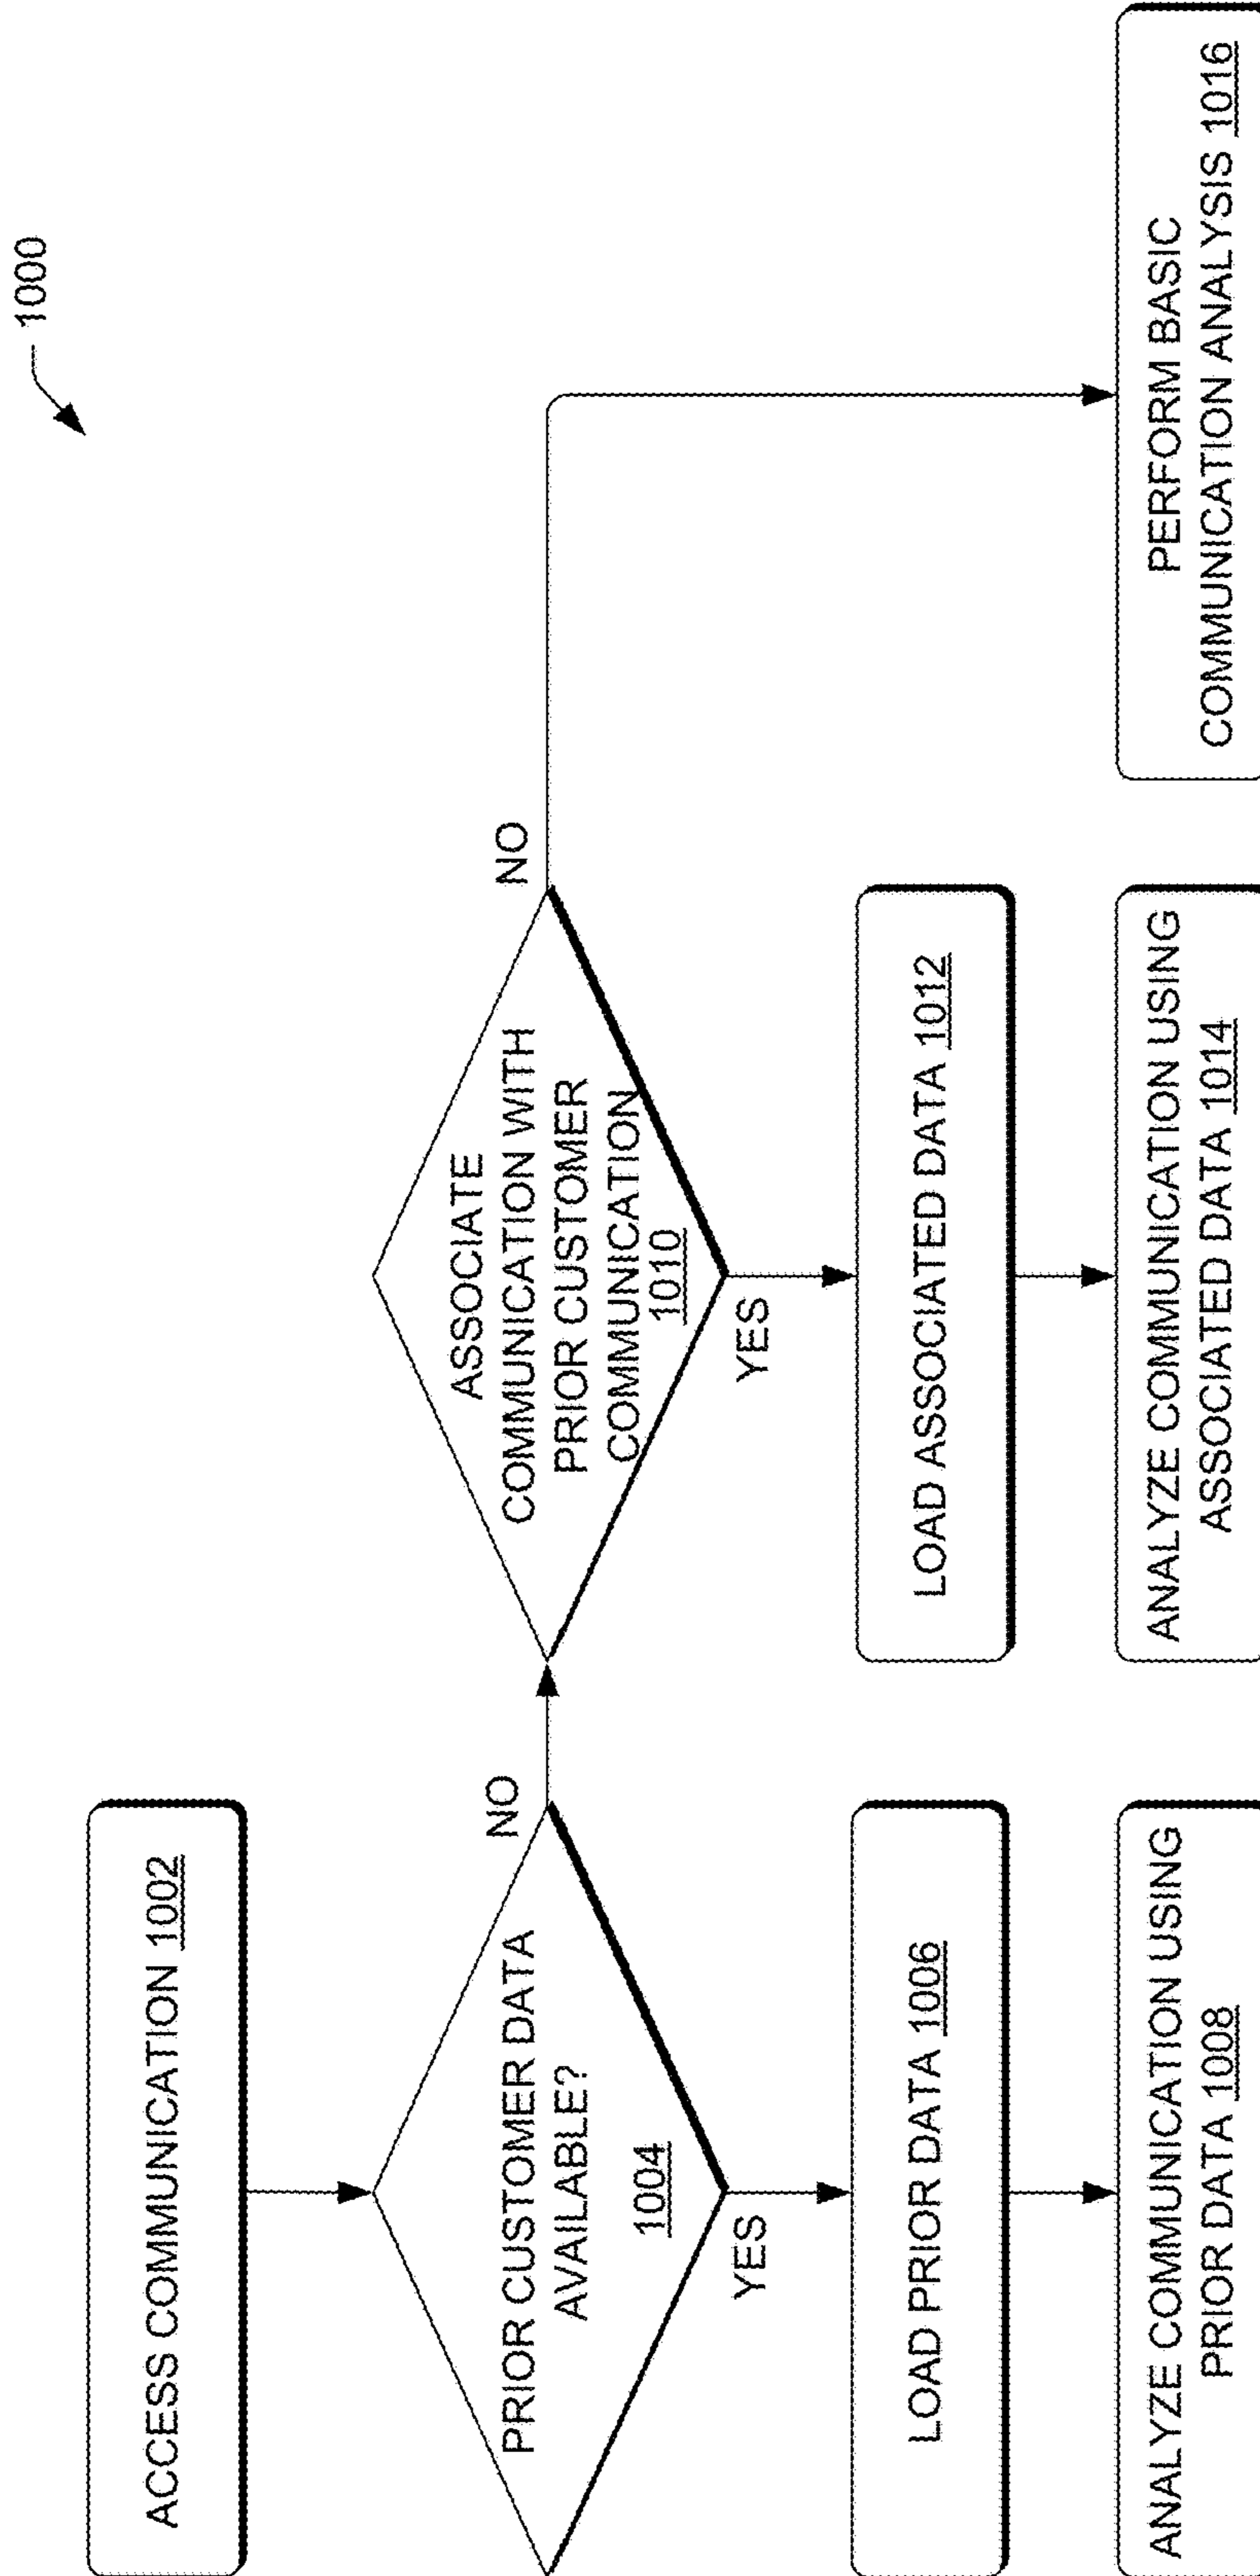 1000
ACCESS COMMUNICATION 1002
PRIOR CUSTOMER DATA
AVAILABLE?
1004
NO
YES
LOAD PRIOR DATA 1006
ANALYZE COMMUNICATION USING
PRIOR DATA 1008
ASSOCIATE
COMMUNICATION WITH
PRIOR CUSTOMER
COMMUNICATION
1010
NO
YES
LOAD ASSOCIATED DATA 1012
ANALYZE COMMUNICATION USING
ASSOCIATED DATA 1014
PERFORM BASIC
COMMUNICATION ANALYSIS 1016